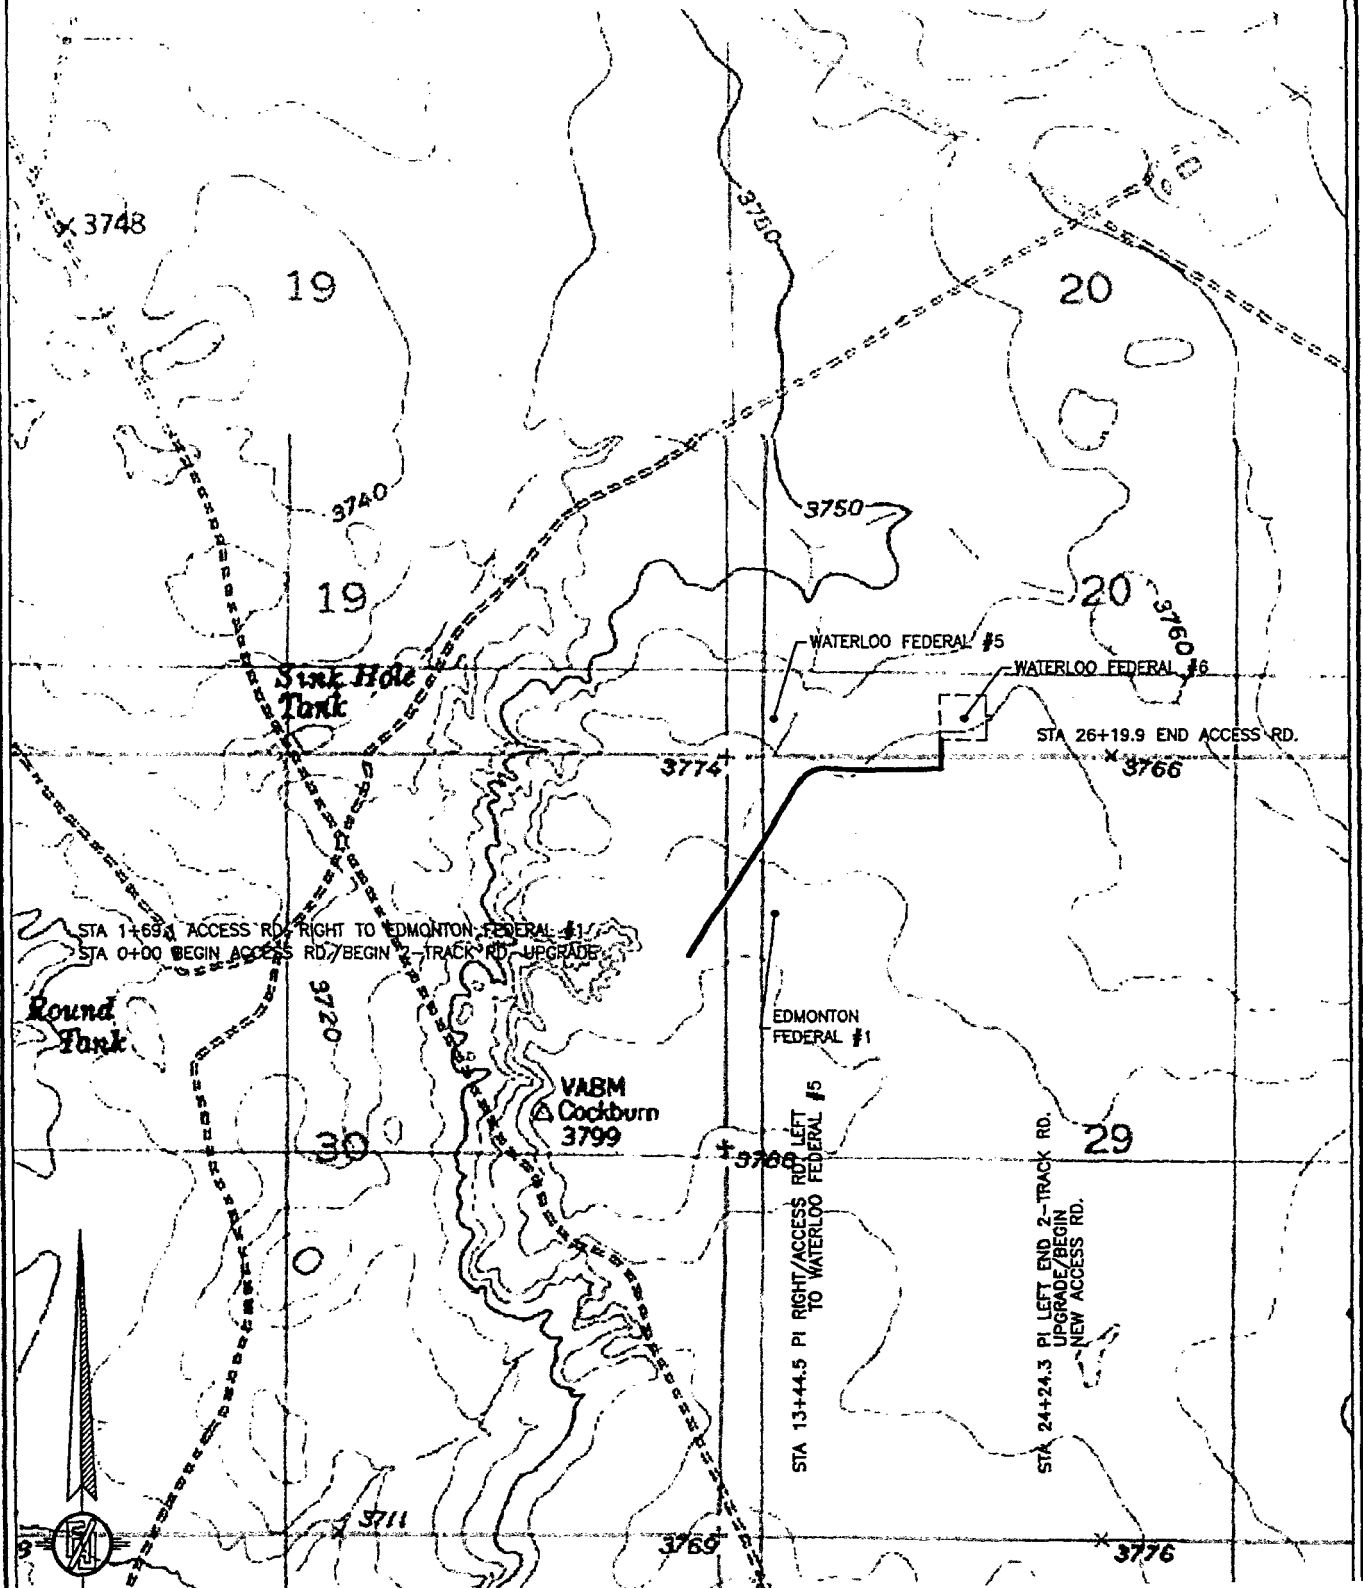 3748
3750
19
20
3740
3750
19
20
3760
WATERLOO FEDERAL #5
WATERLOO FEDERAL #6
Sink Hole
Tank
STA 26+19.9 END ACCESS RD.
3774
3766
STA 1+69.1 ACCESS RD. RIGHT TO EDMONTON FEDERAL #1
STA 0+00 BEGIN ACCESS RD./BEGIN 2-TRACK RD. UPGRADE
Round
Tank
3720
EDMONTON
FEDERAL #1
VABM
Cockburn
3799
30
29
STA 13+44.5 PI RIGHT/ACCESS RD. LEFT
TO WATERLOO FEDERAL #5
STA 24+24.3 PI LEFT END 2-TRACK RD.
UPGRADE/BEGIN
NEW ACCESS RD.
3711
3769
3776